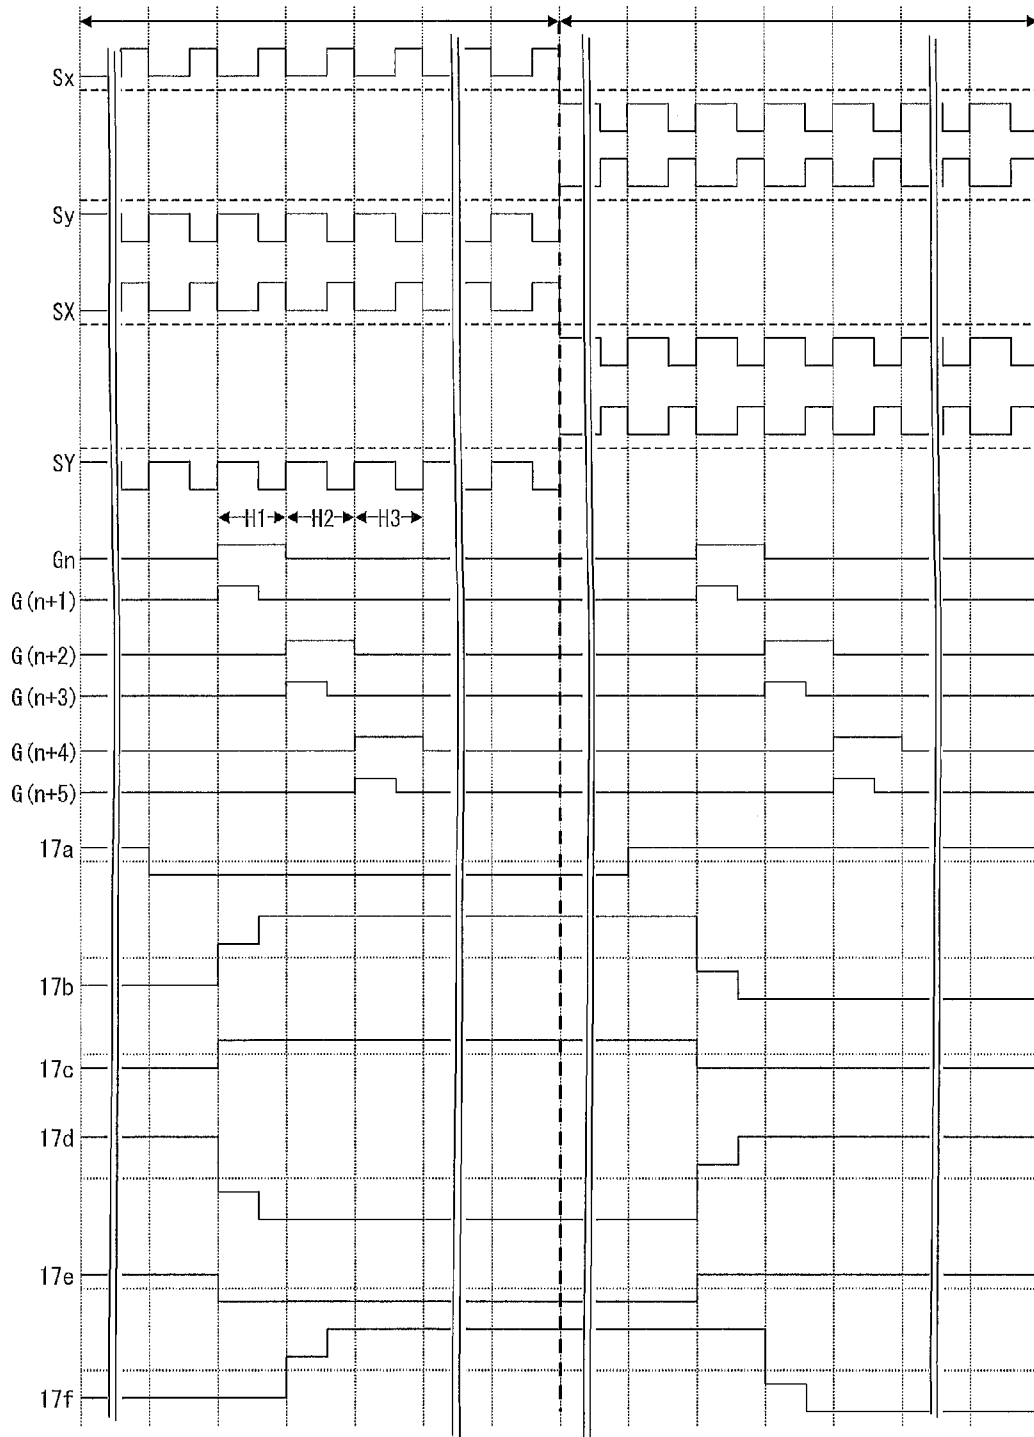 Sx
Sy
SX
SY
H1 H2 H3
Gn
G(n+1)
G(n+2)
G(n+3)
G(n+4)
G(n+5)
17a
17b
17c
17d
17e
17f